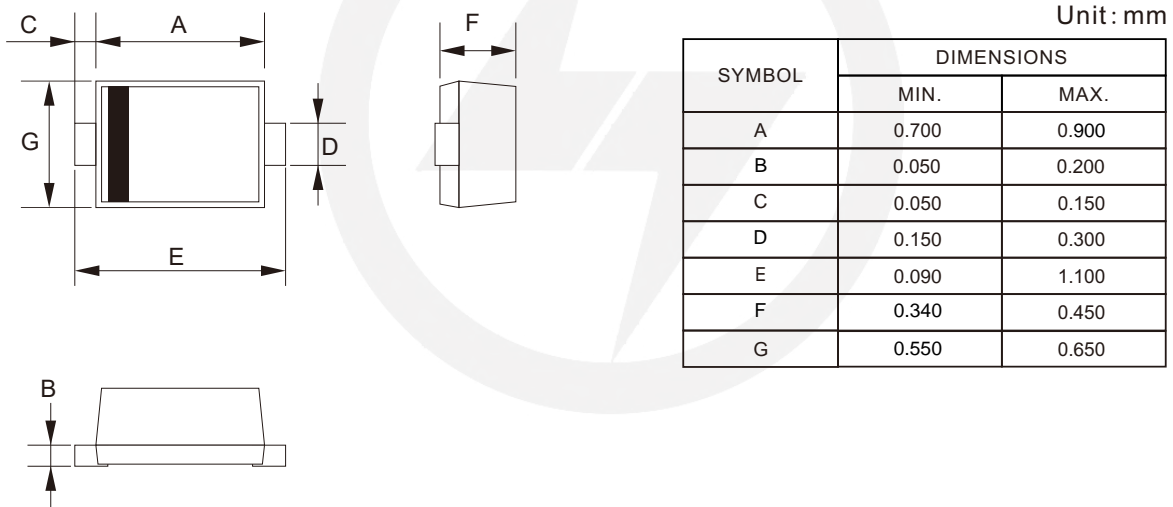 Unit: mm
C
A
F
G
D
E
B
SYMBOL
DIMENSIONS
MIN.
MAX.
A 0.700 0.900
B 0.050 0.200
C 0.050 0.150
D 0.150 0.300
E 0.090 1.100
F 0.340 0.450
G 0.550 0.650